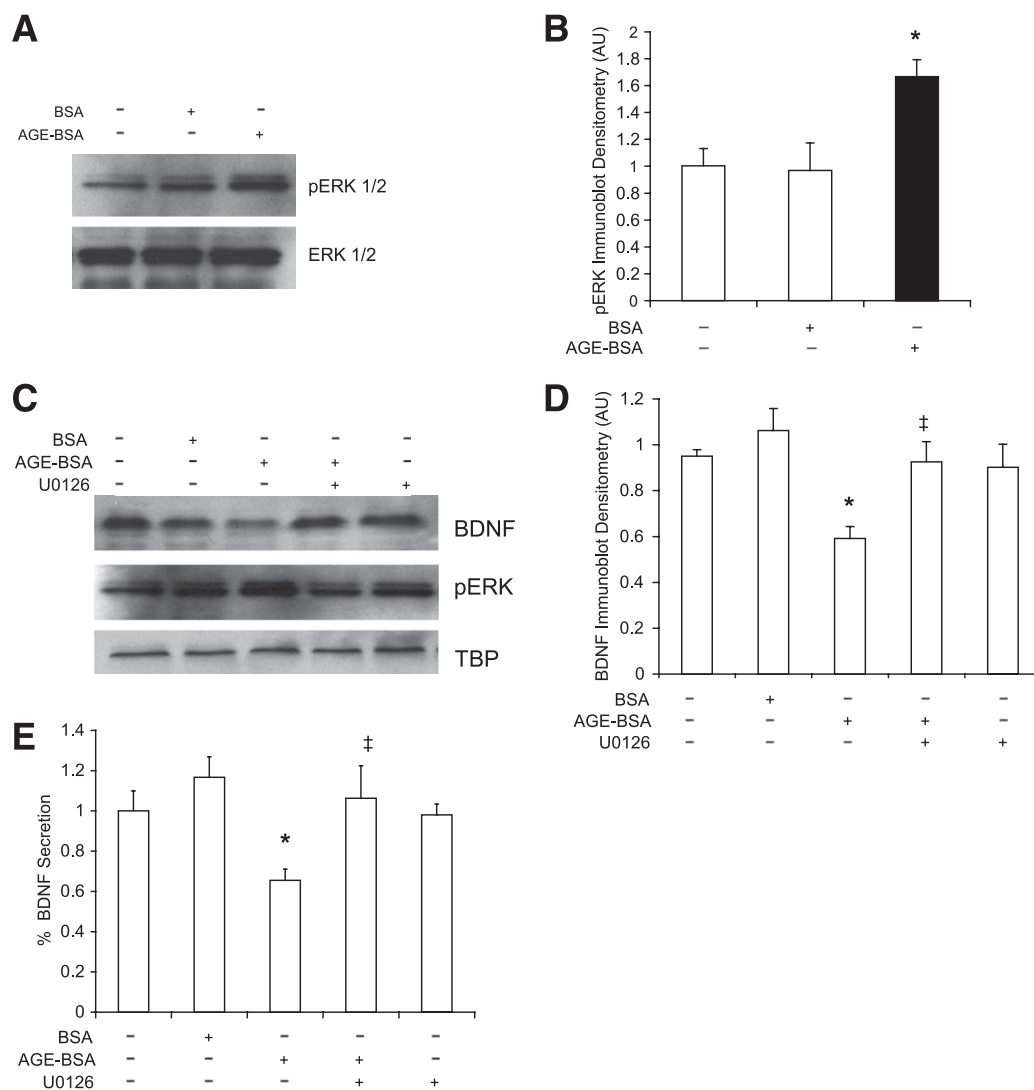 A
BSA - + -
AGE-BSA - - +
pERK 1/2
ERK 1/2
B
pERK Immunoblot Densitometry (AU)
2
1.8
1.6
1.4
1.2
1
0.8
0.6
0.4
0.2
0
*
BSA - + -
AGE-BSA - - +
C
BSA - + - - -
AGE-BSA - - + + -
U0126 - - - + +
BDNF
pERK
TBP
D
BDNF Immunoblot Densitometry (AU)
1.2
1
0.8
0.6
0.4
0.2
0
*
‡
BSA - + - - -
AGE-BSA - - + + -
U0126 - - - + +
E
% BDNF Secretion
1.4
1.2
1
0.8
0.6
0.4
0.2
0
*
‡
BSA - + - - -
AGE-BSA - - + + -
U0126 - - - + +